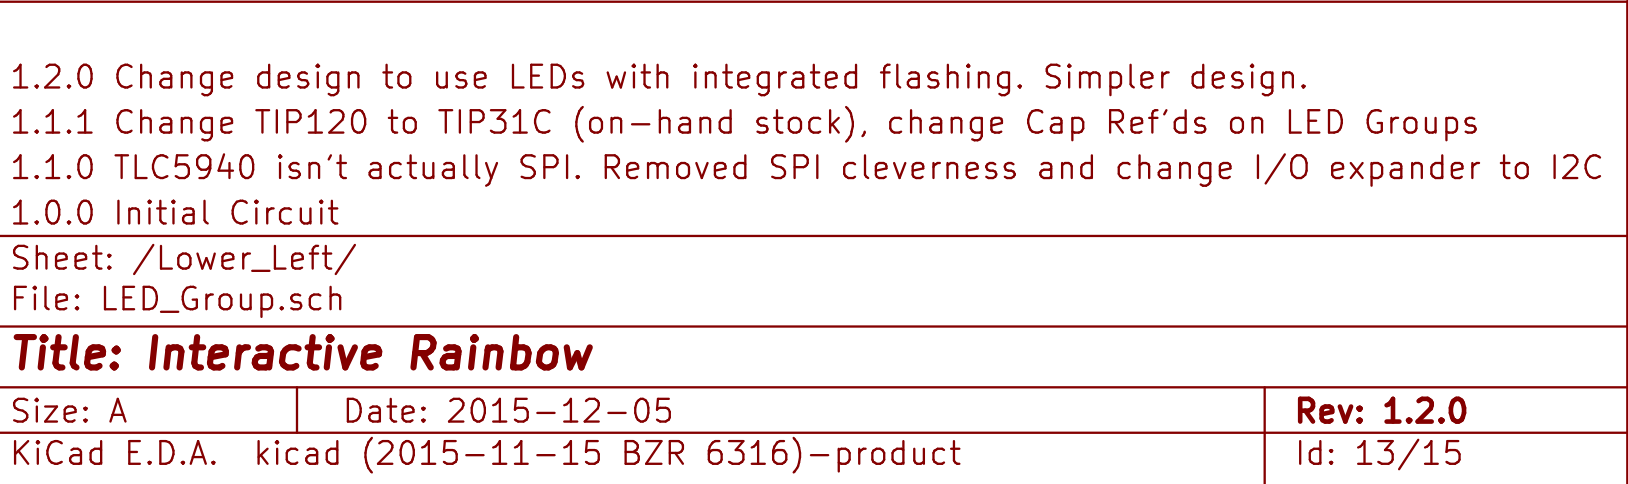 1.2.0 Change design to use LEDs with integrated flashing. Simpler design.
1.1.1 Change TIP120 to TIP31C (on-hand stock), change Cap Ref'ds on LED Groups
1.1.0 TLC5940 isn't actually SPI. Removed SPI cleverness and change I/O expander to I2C
1.0.0 Initial Circuit
Sheet: /Lower_Left/
File: LED_Group.sch
Title: Interactive Rainbow
Size: A Date: 2015-12-05 Rev: 1.2.0
KiCad E.D.A. kicad (2015-11-15 BZR 6316)-product Id: 13/15